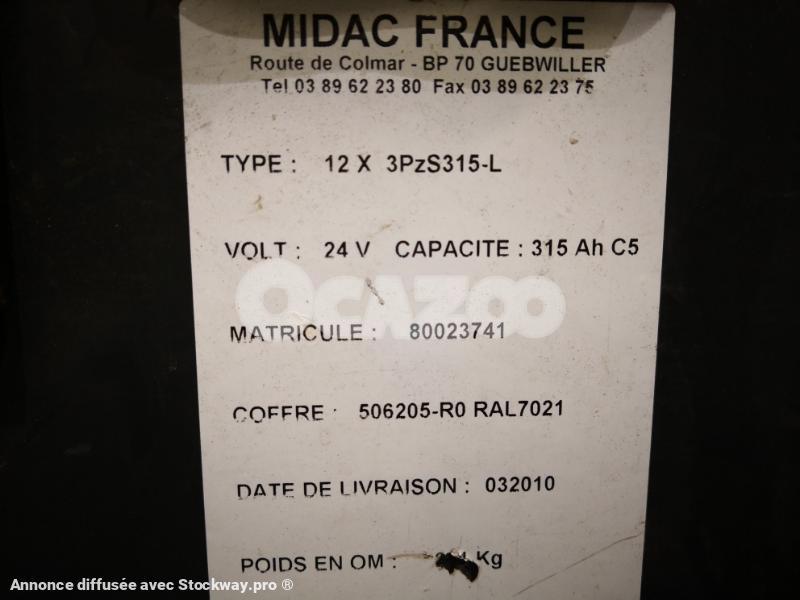 MIDAC FRANCE
Route de Colmar - BP 70 GUEBWILLER
Tel 03 89 62 23 80 Fax 03 89 62 23 75
TYPE : 12 X 3PzS315-L
VOLT : 24 V CAPACITE : 315 Ah C5
OCAZOO
MATRICULE : 80023741
COFFRE : 506205-R0 RAL7021
DATE DE LIVRAISON : 032010
POIDS EN OM : Kg
Annonce diffusée avec Stockway.pro ®